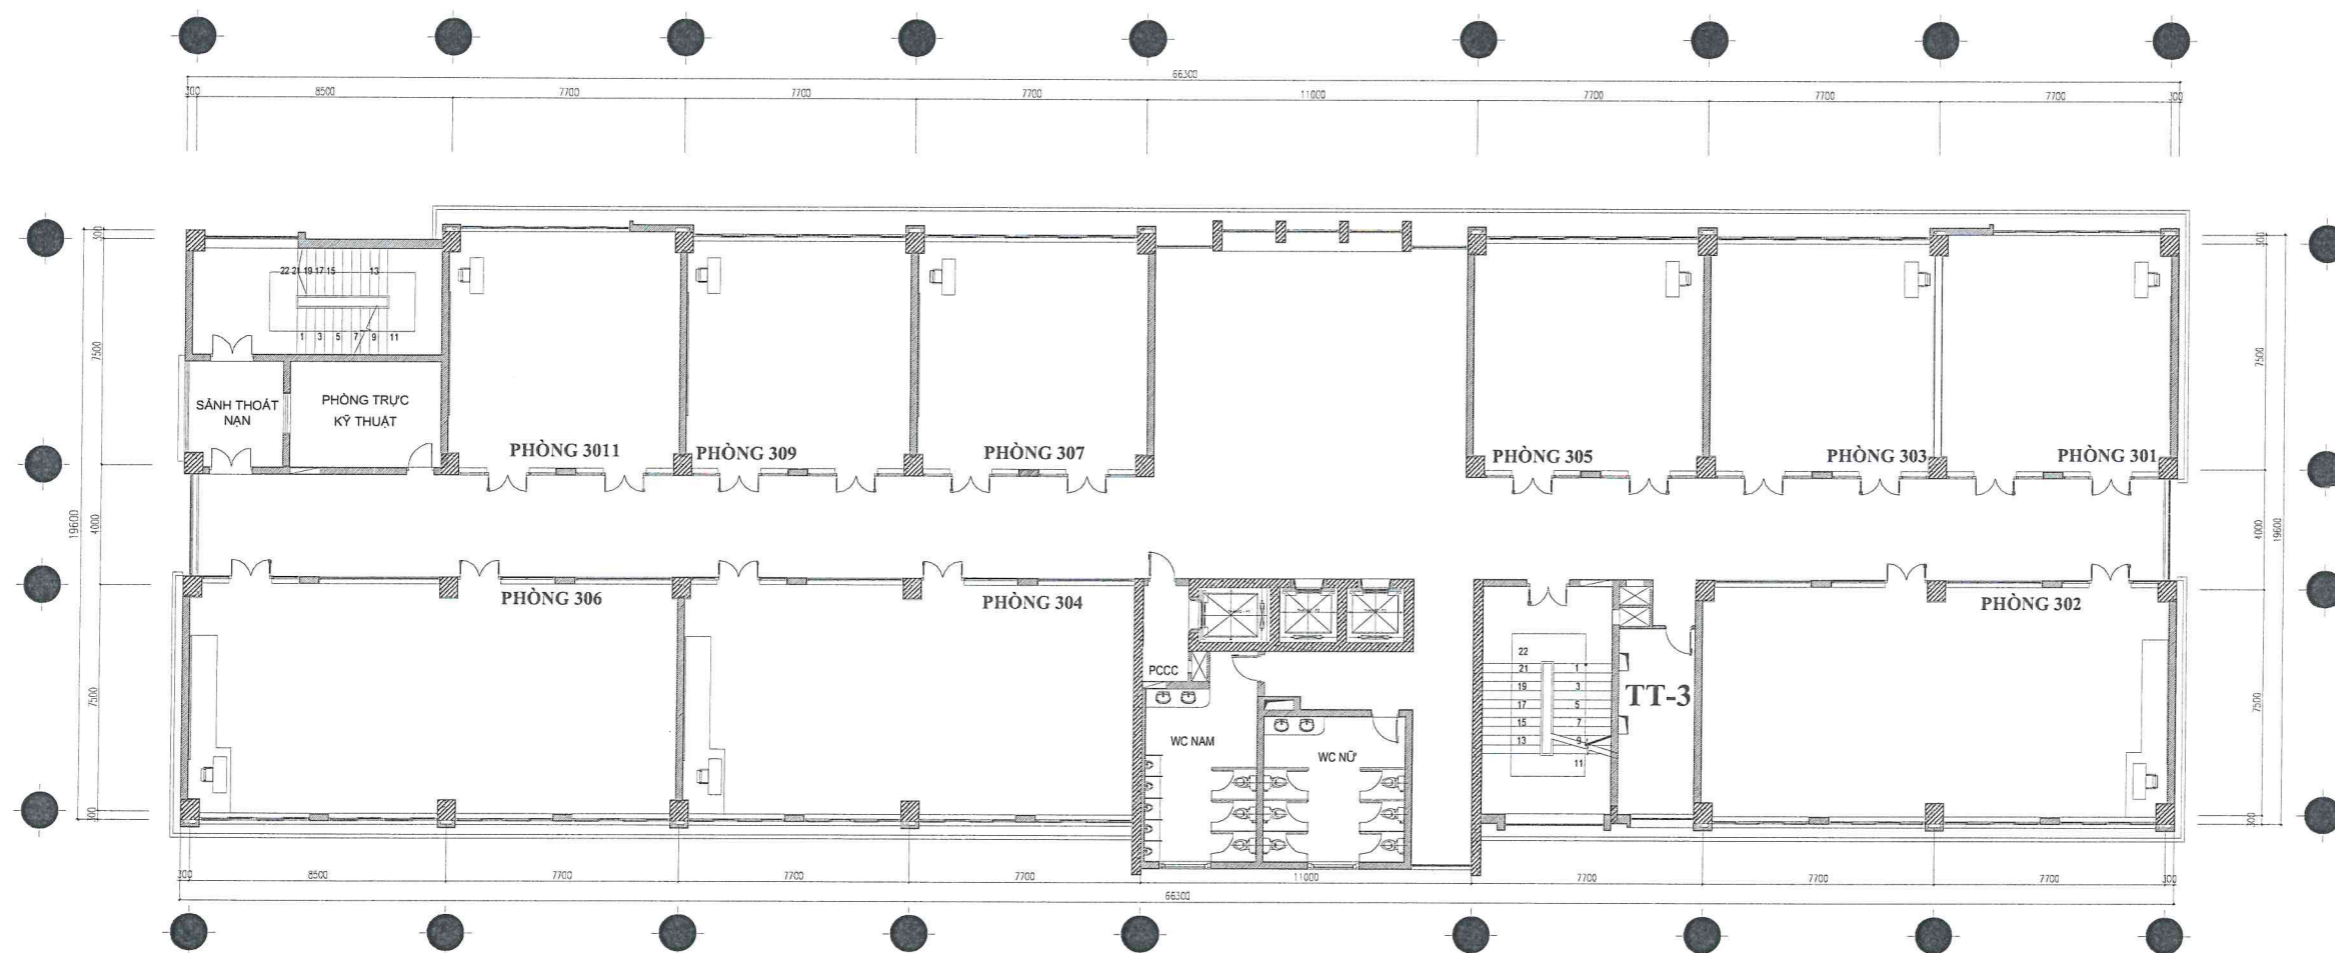 66300
300 8500 7700 7700 7700 11000 7700 7700 7700 300
300
7500
4000
19600
7500
300
300
7500
4000
19600
7500
300
22 21 19 17 15 13
1 3 5 7 9 11
SẢNH THOÁT
NẠN
PHÒNG TRỰC
KỸ THUẬT
PHÒNG 3011
PHÒNG 309
PHÒNG 307
PHÒNG 305
PHÒNG 303
PHÒNG 301
PHÒNG 306
PHÒNG 304
PHÒNG 302
PCCC
WC NAM
WC NỮ
22
21 1
19 3
17 5
15 7
13 9
11
TT-3
300 8500 7700 7700 7700 11000 7700 7700 7700 300
66300